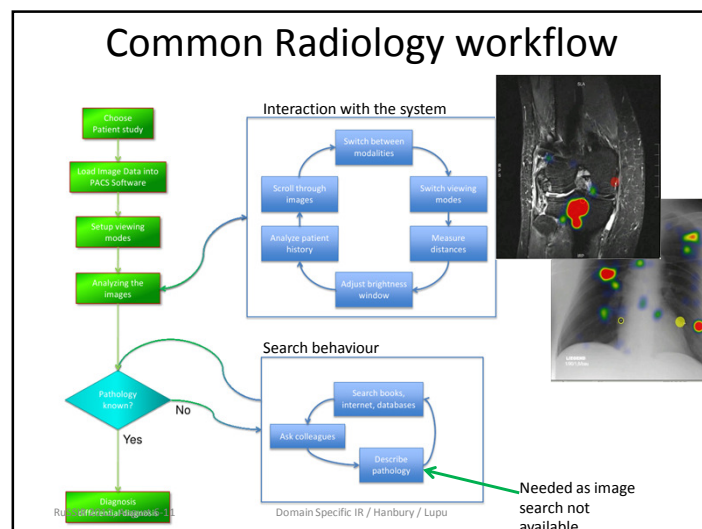 Common Radiology workflow
Choose
Patient study
Load Image Data into
PACS Software
Setup viewing
modes
Analyzing the
images
Pathology
known?
No
Yes
Diagnosis
differential diagnosis
Interaction with the system
Switch between
modalities
Scroll through
images
Switch viewing
modes
Analyze patient
history
Measure
distances
Adjust brightness
window
Search behaviour
Search books,
internet, databases
Ask colleagues
Describe
pathology
Needed as image
search not
available
Domain Specific IR / Hanbury / Lupu